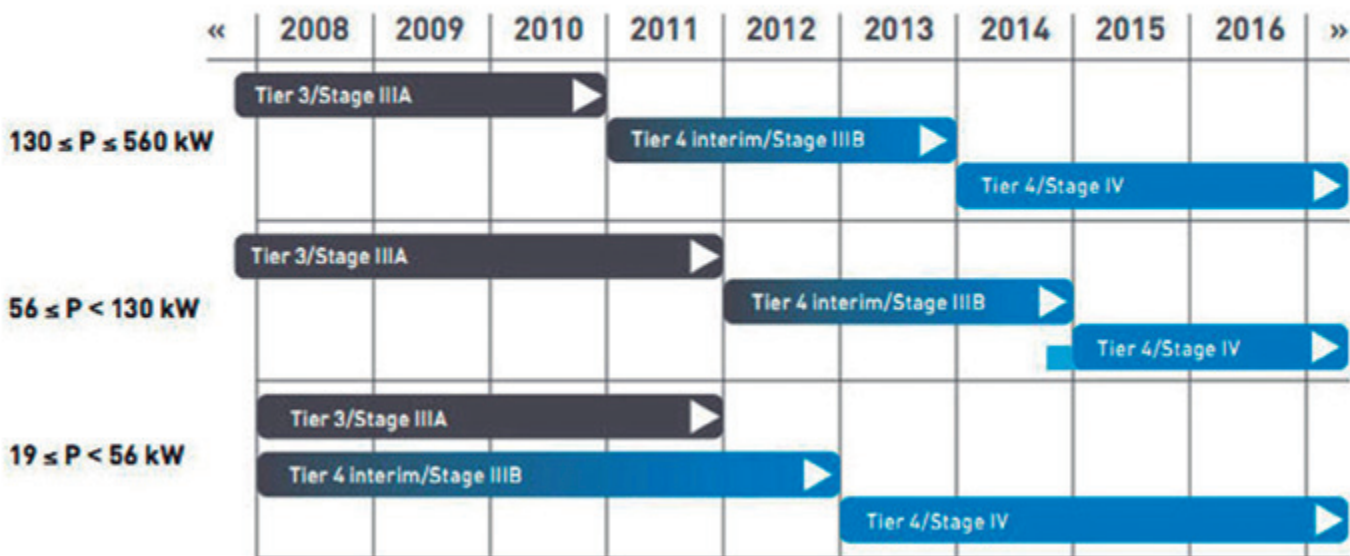 « 2008 2009 2010 2011 2012 2013 2014 2015 2016 »
Tier 3/Stage IIIA
130 ≤ P ≤ 560 kW
Tier 4 interim/Stage IIIB
Tier 4/Stage IV
Tier 3/Stage IIIA
56 ≤ P < 130 kW
Tier 4 interim/Stage IIIB
Tier 4/Stage IV
Tier 3/Stage IIIA
19 ≤ P < 56 kW
Tier 4 interim/Stage IIIB
Tier 4/Stage IV